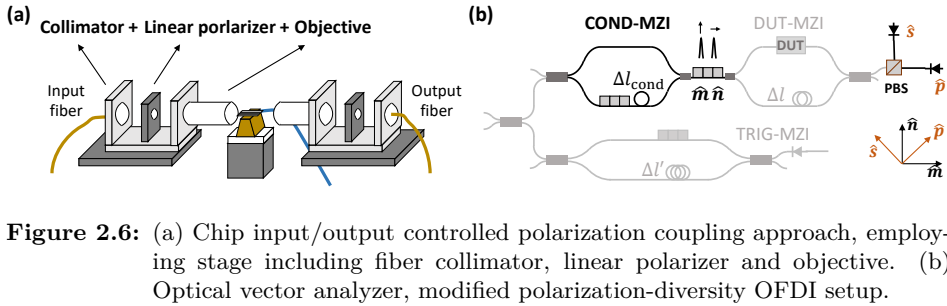 (a)
Collimator + Linear porlarizer + Objective
Input
fiber
Output
fiber
(b)
COND-MZI
DUT-MZI
DUT
Δl_cond
m̂ n̂
Δl
ŝ
p̂
PBS
TRIG-MZI
Δl′
n̂
ŝ
p̂
m̂
Figure 2.6: (a) Chip input/output controlled polarization coupling approach, employ-
ing stage including fiber collimator, linear polarizer and objective. (b)
Optical vector analyzer, modified polarization-diversity OFDI setup.